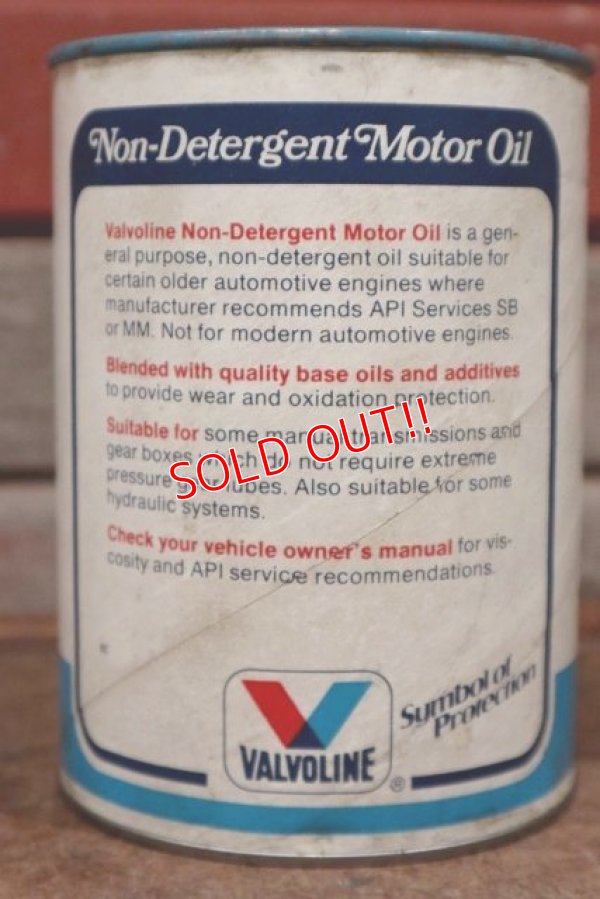 Non-Detergent Motor Oil
Valvoline Non-Detergent Motor Oil is a gen-
eral purpose, non-detergent oil suitable for
certain older automotive engines where
manufacturer recommends API Services SB
or MM. Not for modern automotive engines.
Blended with quality base oils and additives
to provide wear and oxidation protection.
Suitable for some manual transmissions and
gear boxes which do not require extreme
pressure gear lubes. Also suitable for some
hydraulic systems.
SOLD OUT!!
Check your vehicle owner's manual for vis-
cosity and API service recommendations.
VALVOLINE ®
Symbol of
Protection